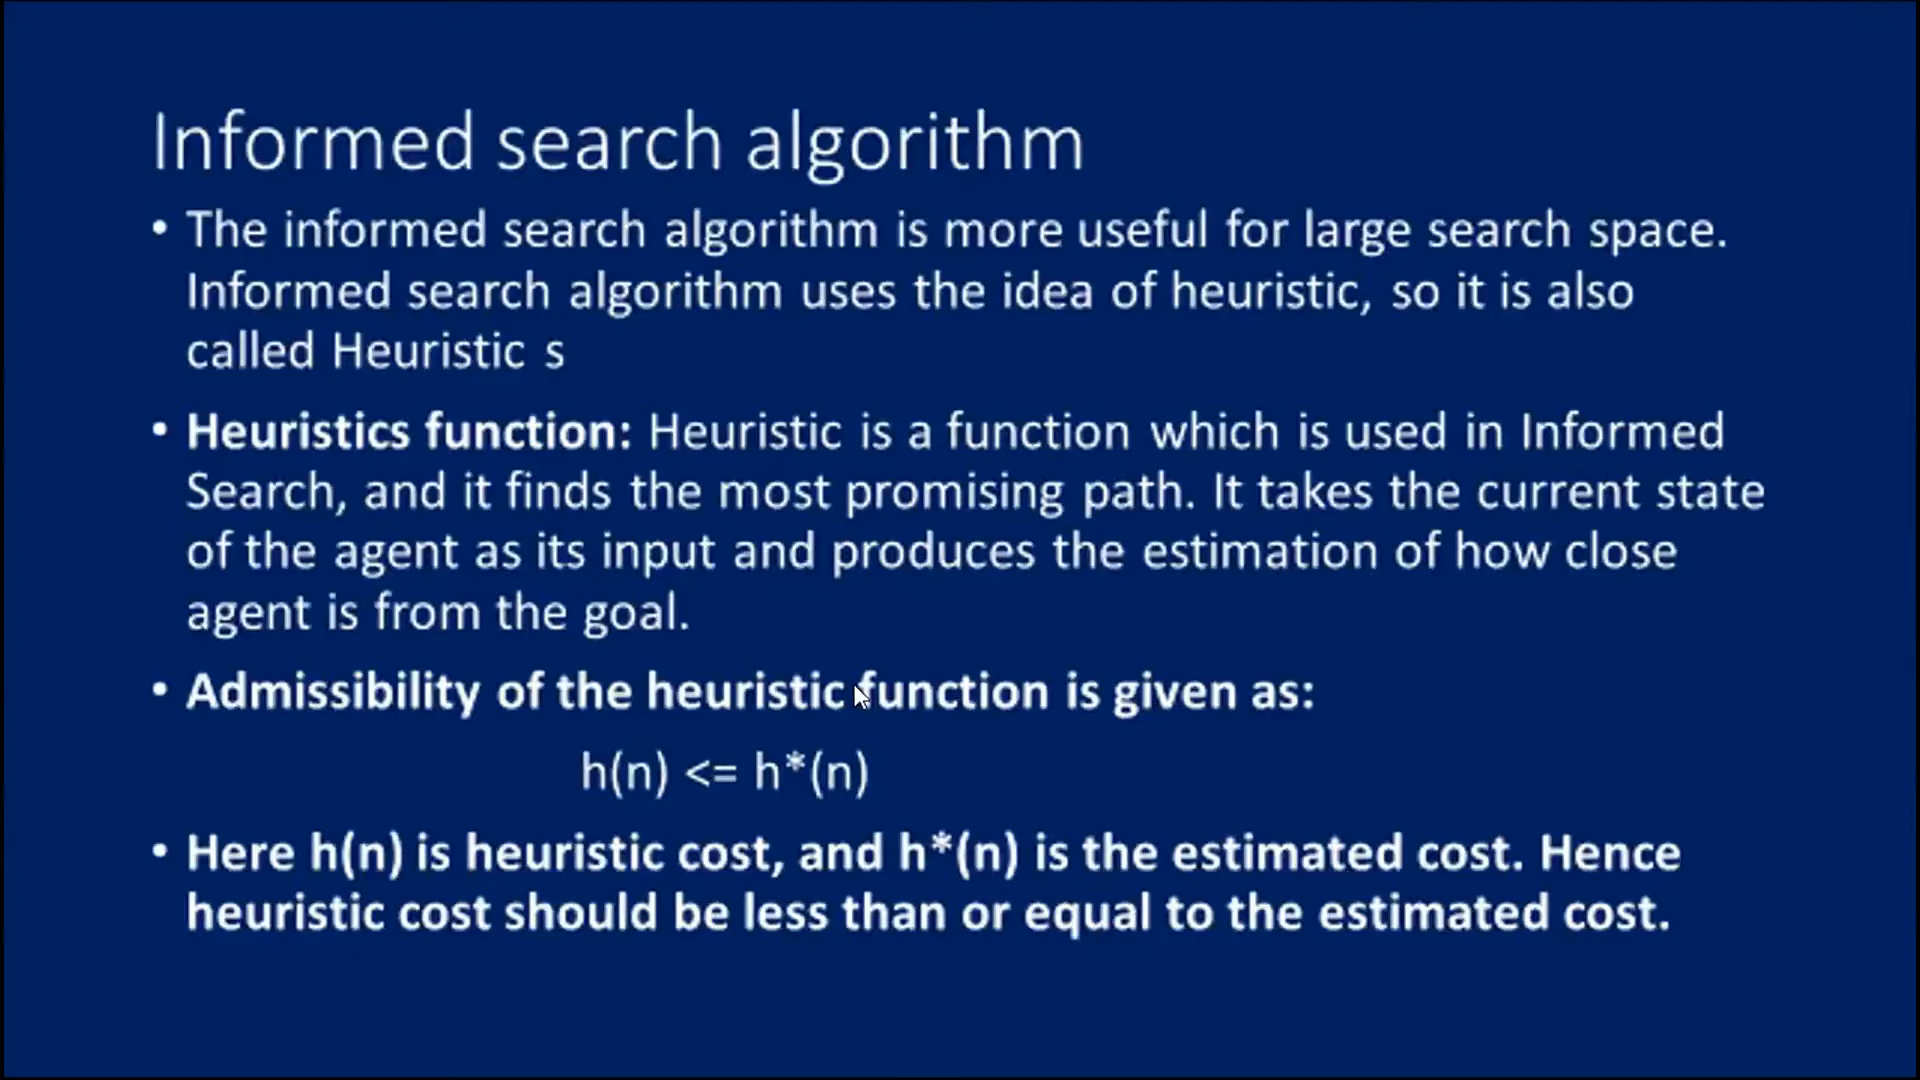 Informed search algorithm
• The informed search algorithm is more useful for large search space.
Informed search algorithm uses the idea of heuristic, so it is also
called Heuristic s
• Heuristics function: Heuristic is a function which is used in Informed
Search, and it finds the most promising path. It takes the current state
of the agent as its input and produces the estimation of how close
agent is from the goal.
• Admissibility of the heuristic function is given as:
h(n) <= h*(n)
• Here h(n) is heuristic cost, and h*(n) is the estimated cost. Hence
heuristic cost should be less than or equal to the estimated cost.